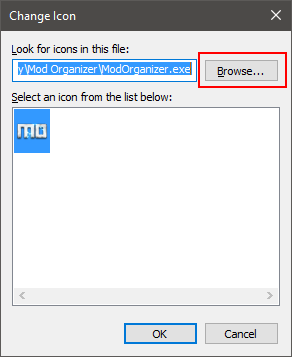 Change Icon
Look for icons in this file:
y\Mod Organizer\ModOrganizer.exe
Browse...
Select an icon from the list below:
mo
OK
Cancel